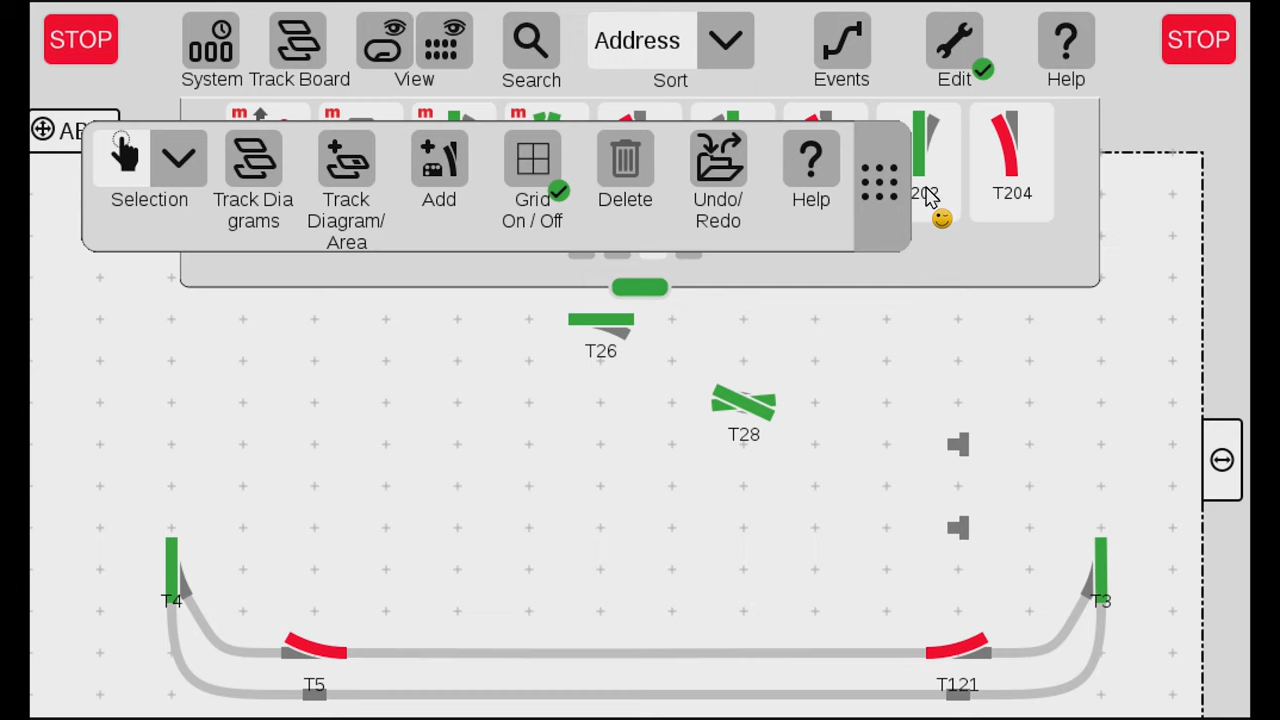 STOP
System
Track Board
View
Search
Address
Sort
Events
Edit
?
Help
STOP
m
m
m
m
T204
Selection
Track Dia
grams
Track
Diagram/
Area
Add
Grid
On / Off
Delete
Undo/
Redo
?
Help
T26
T28
T4
T3
T5
T121